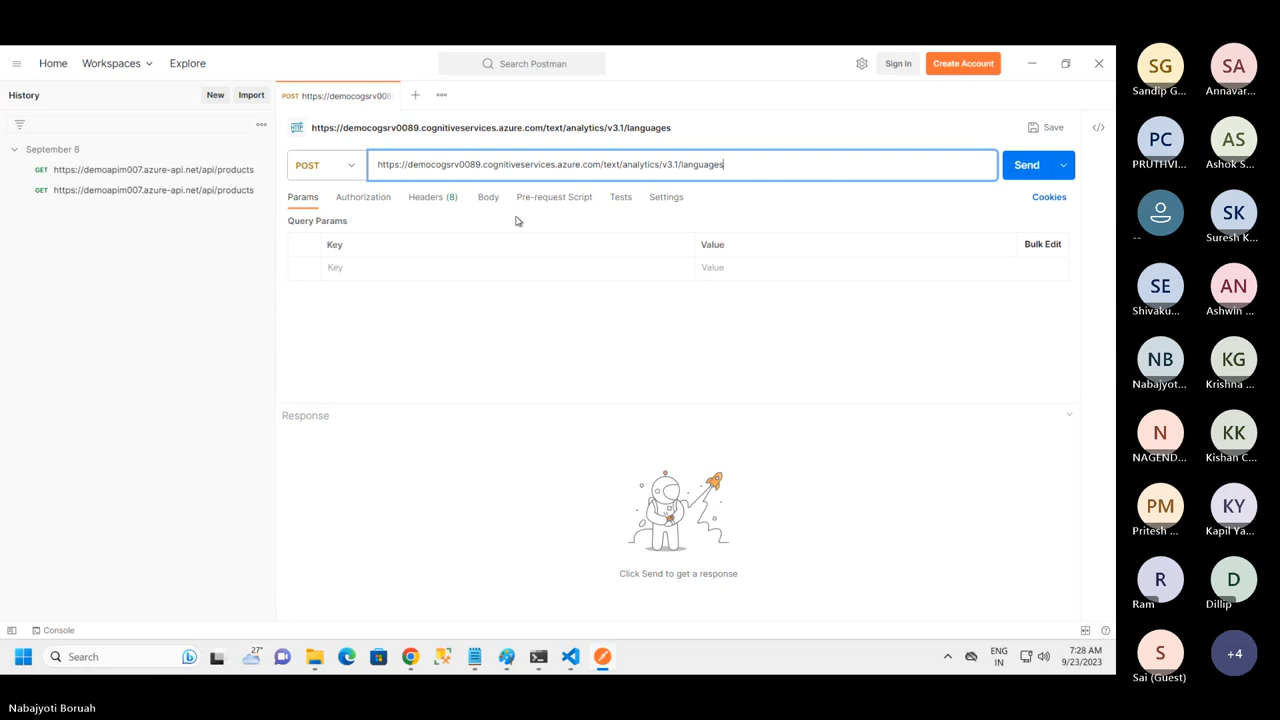 Home
Workspaces
Explore
Search Postman
Sign In
Create Account
History
New
Import
POST https://democogsrv008
September 8
GET https://demoapim007.azure-api.net/api/products
GET https://demoapim007.azure-api.net/api/products
https://democogsrv0089.cognitiveservices.azure.com/text/analytics/v3.1/languages
Save
POST
https://democogsrv0089.cognitiveservices.azure.com/text/analytics/v3.1/languages
Send
Params
Authorization
Headers (8)
Body
Pre-request Script
Tests
Settings
Cookies
Query Params
Key
Value
Bulk Edit
Key
Value
Response
Click Send to get a response
Console
Search
27°
ENG
IN
7:28 AM
9/23/2023
SG
Sandip G...
SA
Annavar...
PC
PRUTHVI...
AS
Ashok S...
--
SK
Suresh K...
SE
Shivaku...
AN
Ashwin ...
NB
Nabajyot...
KG
Krishna ...
N
NAGEND...
KK
Kishan C...
PM
Pritesh ...
KY
Kapil Ya...
R
Ram
D
Dillip
S
Sai (Guest)
+4
Nabajyoti Boruah